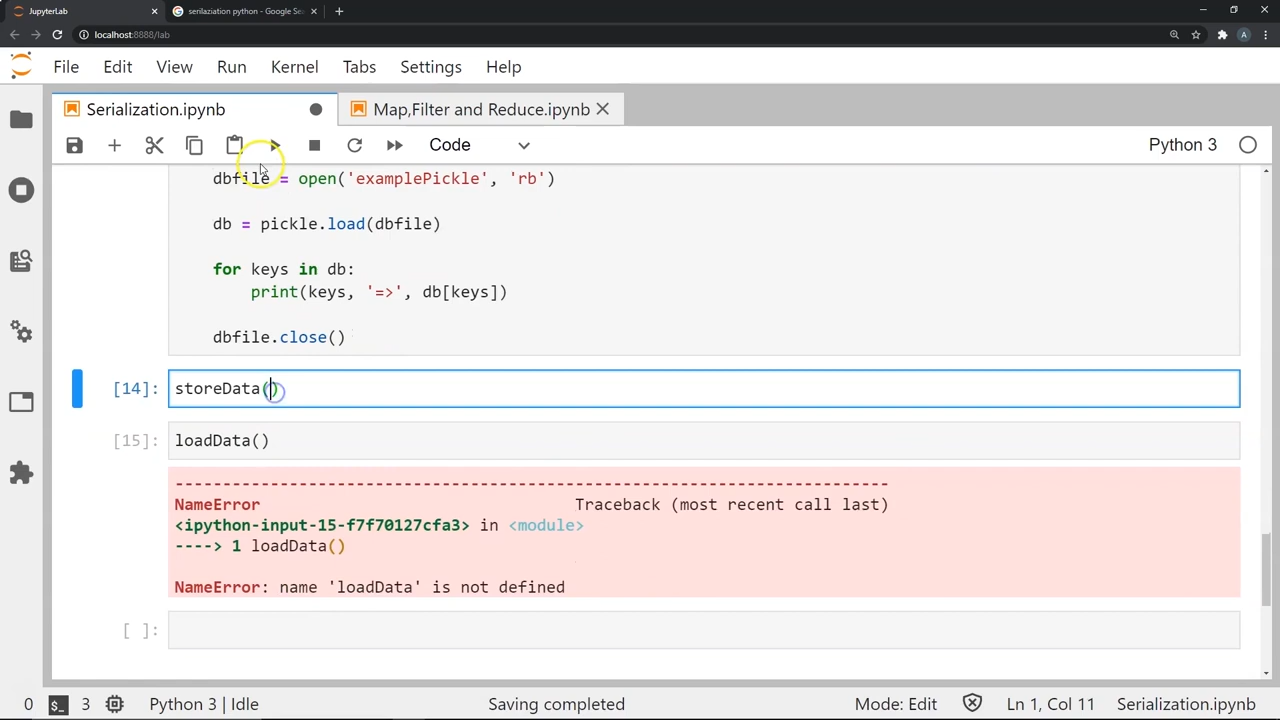 JupyterLab
serilaziation python - Google Sea
localhost:8888/lab
A
File Edit View Run Kernel Tabs Settings Help
Serialization.ipynb
Map,Filter and Reduce.ipynb
Code
Python 3
dbfile = open('examplePickle', 'rb')
db = pickle.load(dbfile)
for keys in db:
print(keys, '=>', db[keys])
dbfile.close()
[14]: storeData()
[15]: loadData()
---------------------------------------------------------------------------
NameError Traceback (most recent call last)
<ipython-input-15-f7f70127cfa3> in <module>
----> 1 loadData()
NameError: name 'loadData' is not defined
[ ]:
0 $_ 3 Python 3 | Idle Saving completed Mode: Edit Ln 1, Col 11 Serialization.ipynb